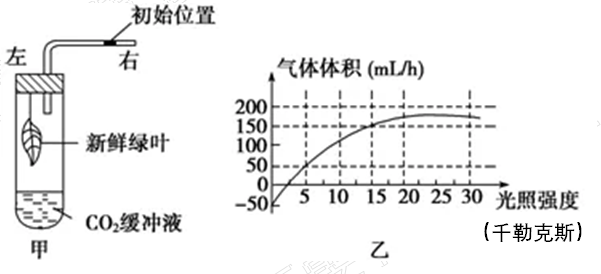 初始位置
左
右
新鲜绿叶
CO₂缓冲液
甲
气体体积 (mL/h)
200
150
100
50
0
-50
5 10 15 20 25 30
光照强度
(千勒克斯)
乙